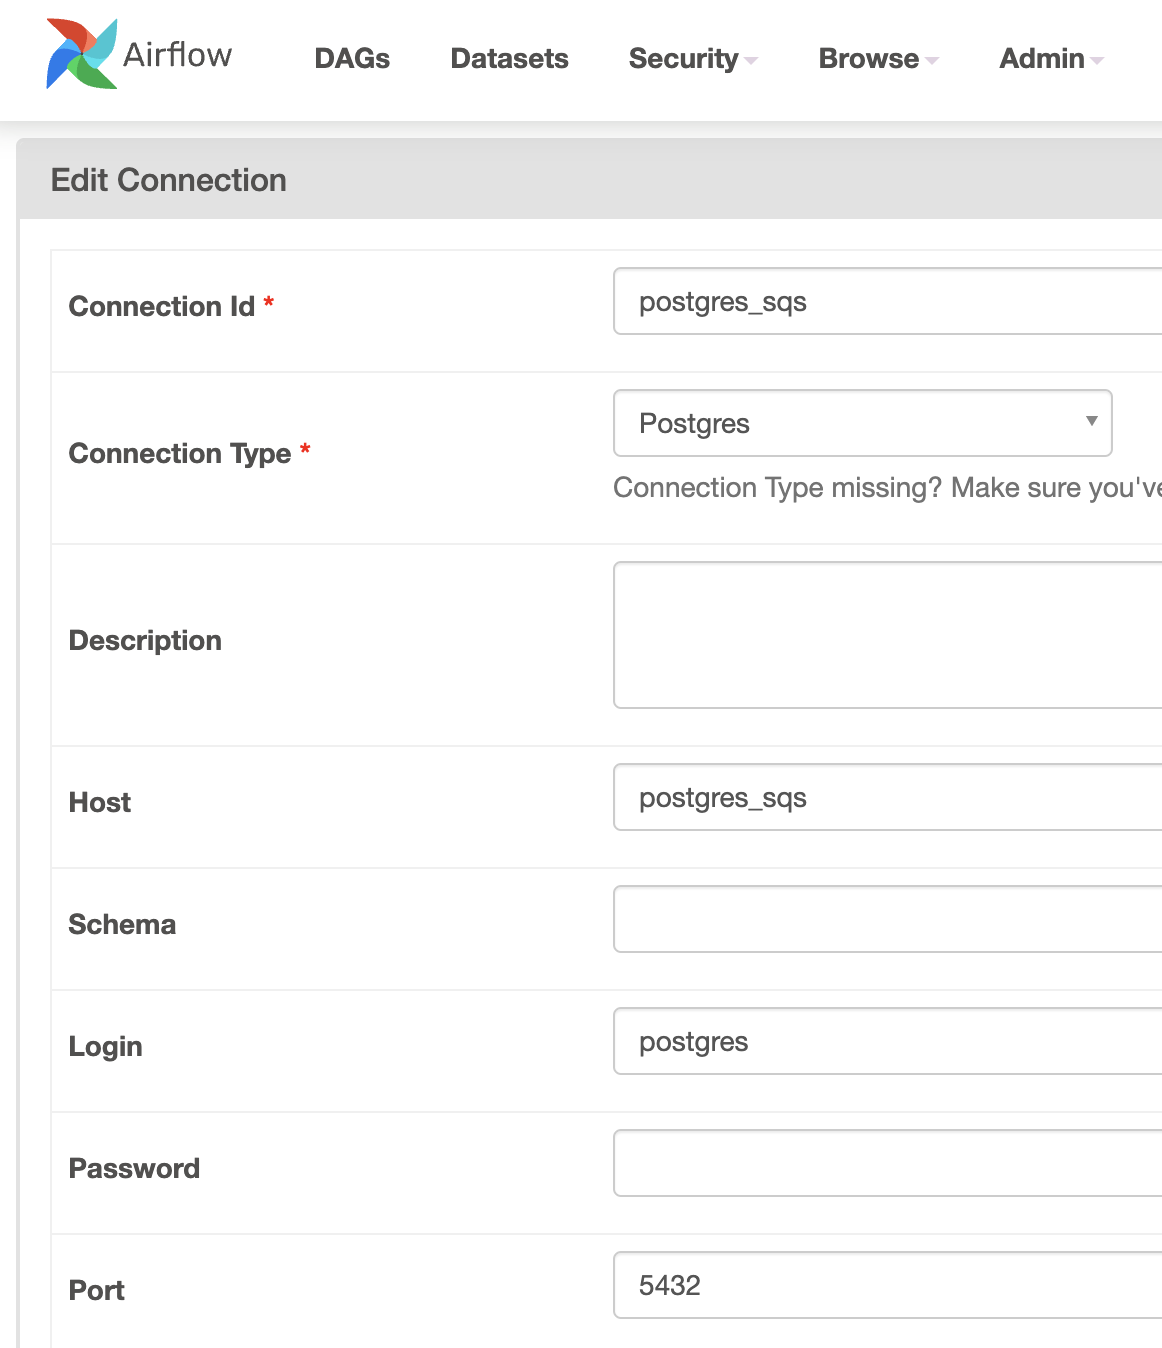 Airflow DAGs Datasets Security Browse Admin
Edit Connection
Connection Id * postgres_sqs
Connection Type * Postgres
Connection Type missing? Make sure you've
Description
Host postgres_sqs
Schema
Login postgres
Password
Port 5432